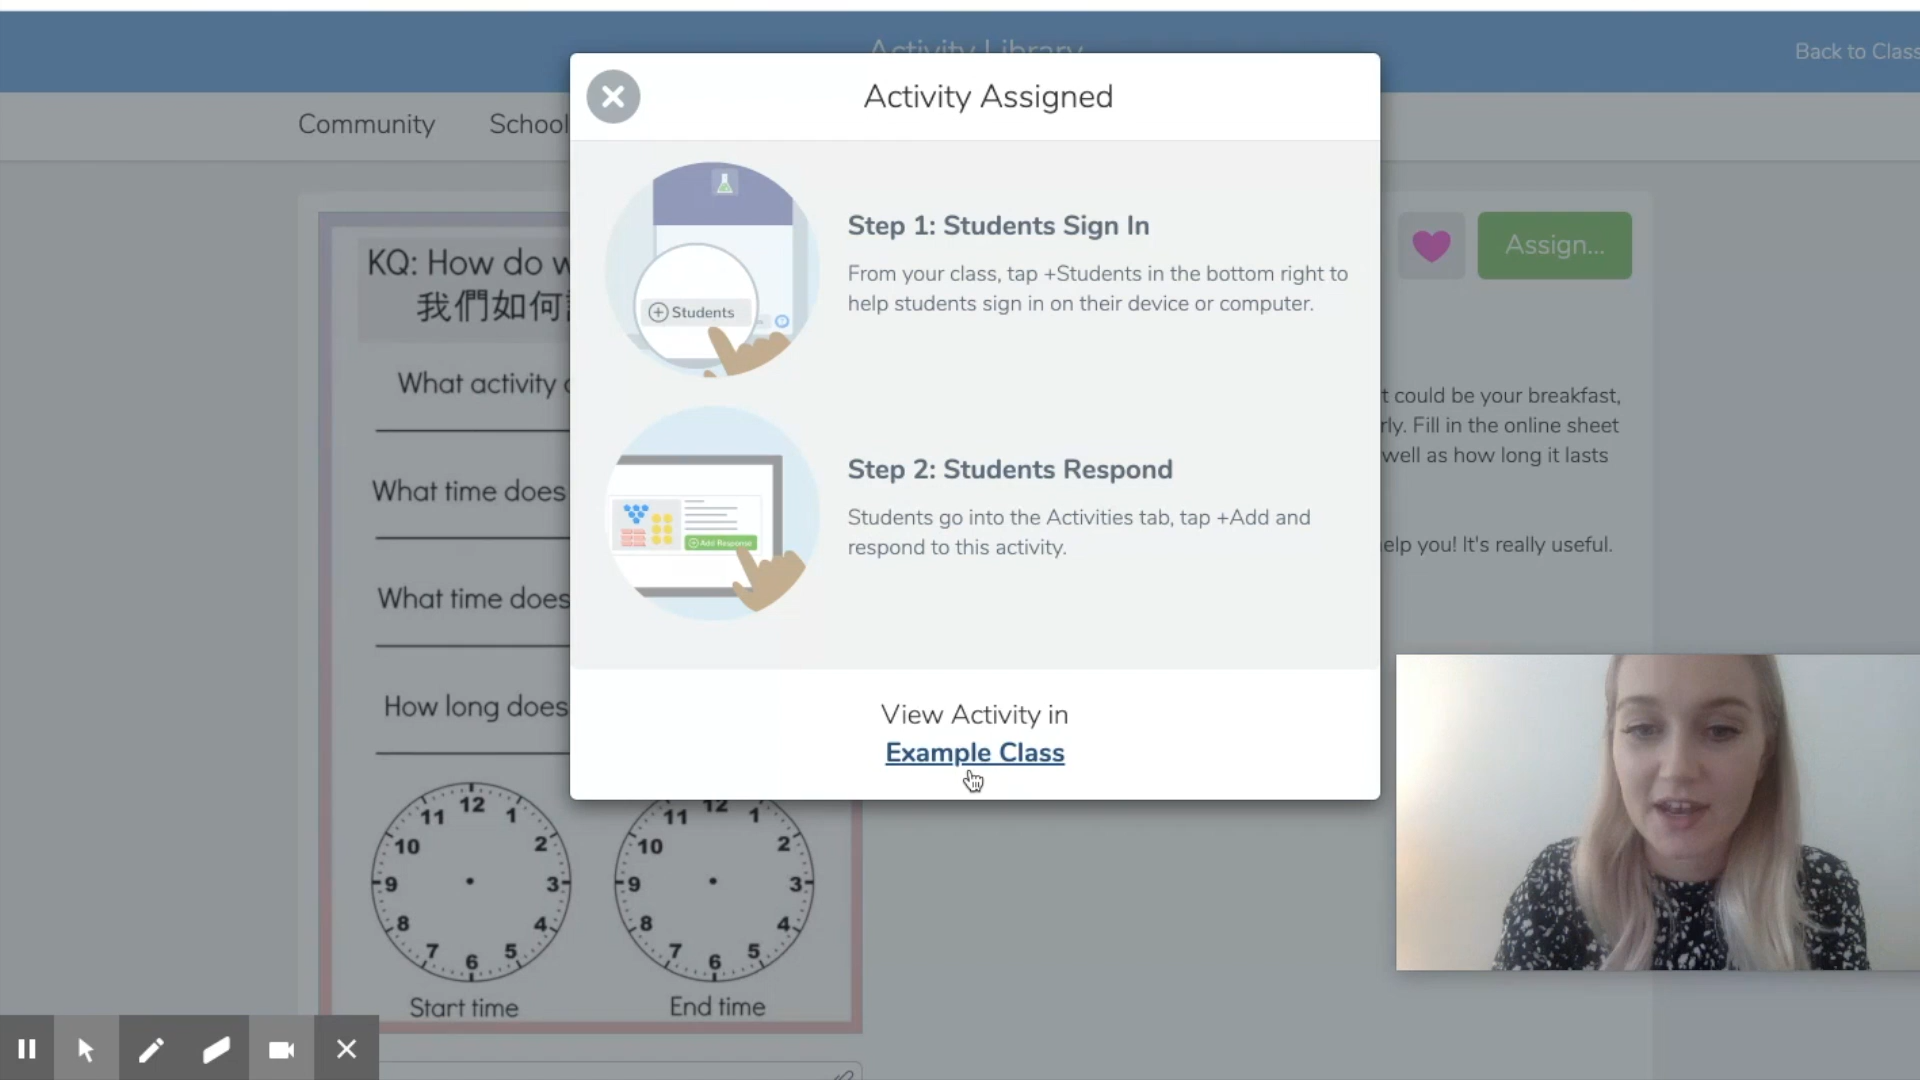 Activity Library
Back to Class
Community
School
Activity Assigned
KQ: How do w
我們如何
What activity
What time does
What time does
How long does
12
1
2
3
4
5
6
7
8
9
10
11
Start time
12
1
2
3
4
5
6
7
8
9
10
11
End time
Students
Step 1: Students Sign In
From your class, tap +Students in the bottom right to
help students sign in on their device or computer.
Add Response
Step 2: Students Respond
Students go into the Activities tab, tap +Add and
respond to this activity.
View Activity in
Example Class
Assign...
t could be your breakfast,
rly. Fill in the online sheet
well as how long it lasts
elp you! It's really useful.